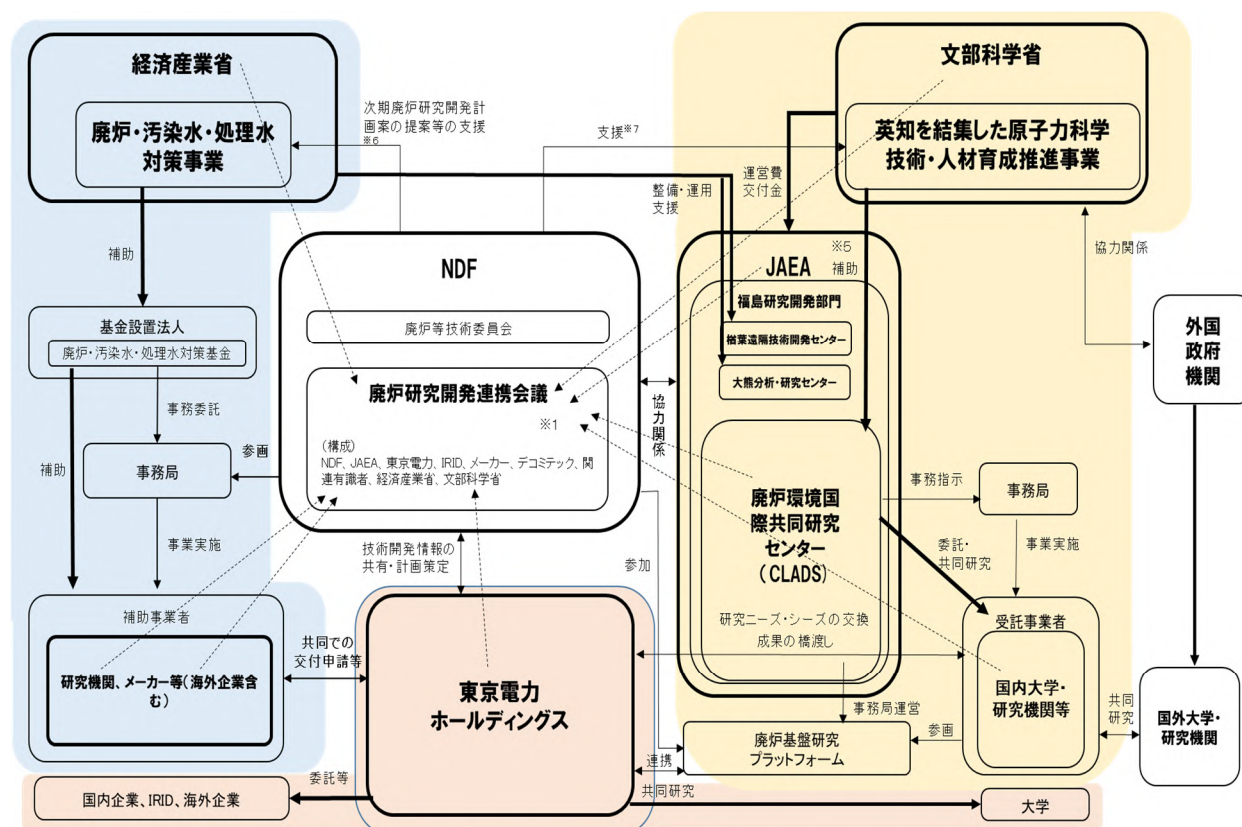 経済産業省
廃炉・汚染水・処理水
対策事業
次期廃炉研究開発計
画案の提案等の支援
※6
支援※7
文部科学省
英知を結集した原子力科学
技術・人材育成推進事業
運営費
交付金
整備・運用
支援
補助
協力関係
NDF
廃炉等技術委員会
廃炉研究開発連携会議
※1
(構成)
NDF、JAEA、東京電力、IRID、メーカー、デコミテック、関
連有識者、経済産業省、文部科学省
JAEA
※5
補助
福島研究開発部門
楢葉遠隔技術開発センター
大熊分析・研究センター
廃炉環境国
際共同研究
センター
(CLADS)
研究ニーズ・シーズの交換
成果の橋渡し
外国
政府
機関
基金設置法人
廃炉・汚染水・処理水対策基金
事務委託
補助
事務局
参画
事業実施
協力関係
事務指示
事務局
委託・
共同研究
事業実施
技術開発情報の
共有・計画策定
参加
補助事業者
研究機関、メーカー等(海外企業含
む)
共同での
交付申請等
東京電力
ホールディングス
受託事業者
国内大学・
研究機関等
共同
研究
国外大学・
研究機関
事務局運営
廃炉基盤研究
プラットフォーム
参画
連携
委託等
国内企業、IRID、海外企業
共同研究
大学